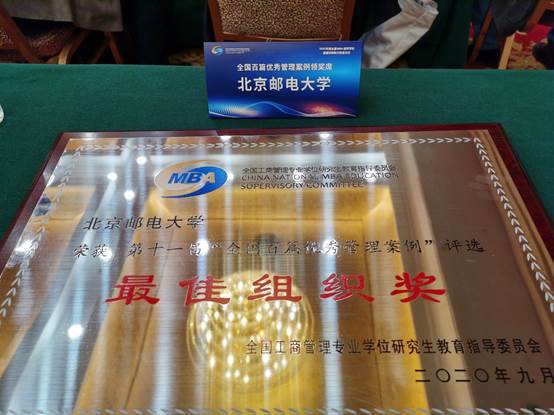 全国百篇优秀管理案例领奖席
北京邮电大学
MBA
全国工商管理专业学位研究生教育指导委员会
CHINA NATIONAL MBA EDUCATION
SUPERVISORY COMMITTEE
北京邮电大学
荣获 第十一届“全国百篇优秀管理案例”评选
最佳组织奖
全国工商管理专业学位研究生教育指导委员会
二〇二〇年九月